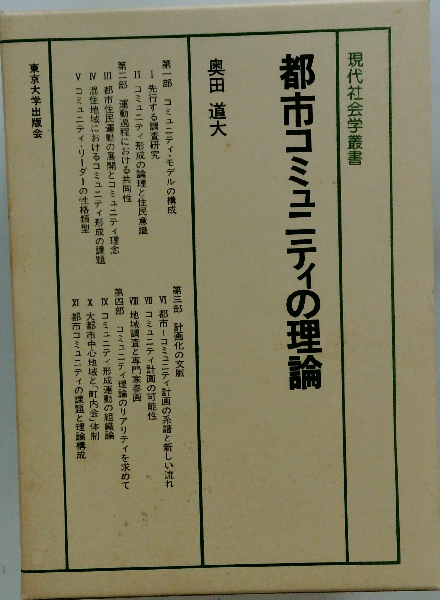 現代社会学叢書
都市コミュニティの理論
奥田 道大
第一部 コミュニティ・モデルの構成
Ⅰ 先行する調査研究
Ⅱ コミュニティ形成の論理と住民意識
第二部 運動過程における共同性
Ⅲ 都市住民運動の展開とコミュニティ理念
Ⅳ 混住地域におけるコミュニティ形成の課題
Ⅴ コミュニティ・リーダーの性格類型
第三部 計画化の文脈
Ⅵ 都市―コミュニティ計画の系譜と新しい流れ
Ⅶ コミュニティ計画の可能性
Ⅷ 地域調査と専門家参画
第四部 コミュニティ理論のリアリティを求めて
Ⅸ コミュニティ形成運動の組織論
Ⅹ 大都市中心地域と「町内会」体制
Ⅺ 都市コミュニティの課題と理論構成
東京大学出版会